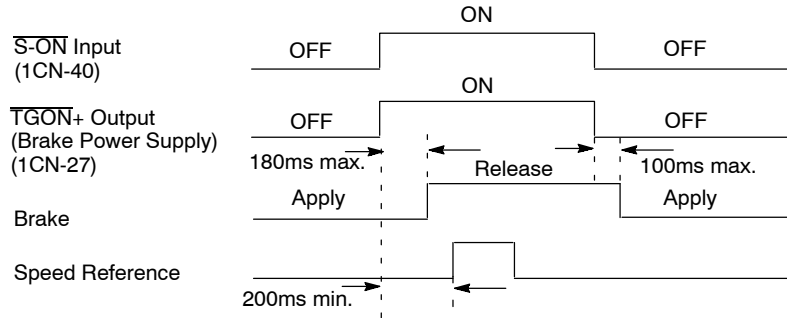 ON
S-ON Input
(1CN-40)
OFF
OFF
ON
TGON+ Output
(Brake Power Supply)
(1CN-27)
OFF
OFF
180ms max.
Release
100ms max.
Apply
Apply
Brake
Speed Reference
200ms min.